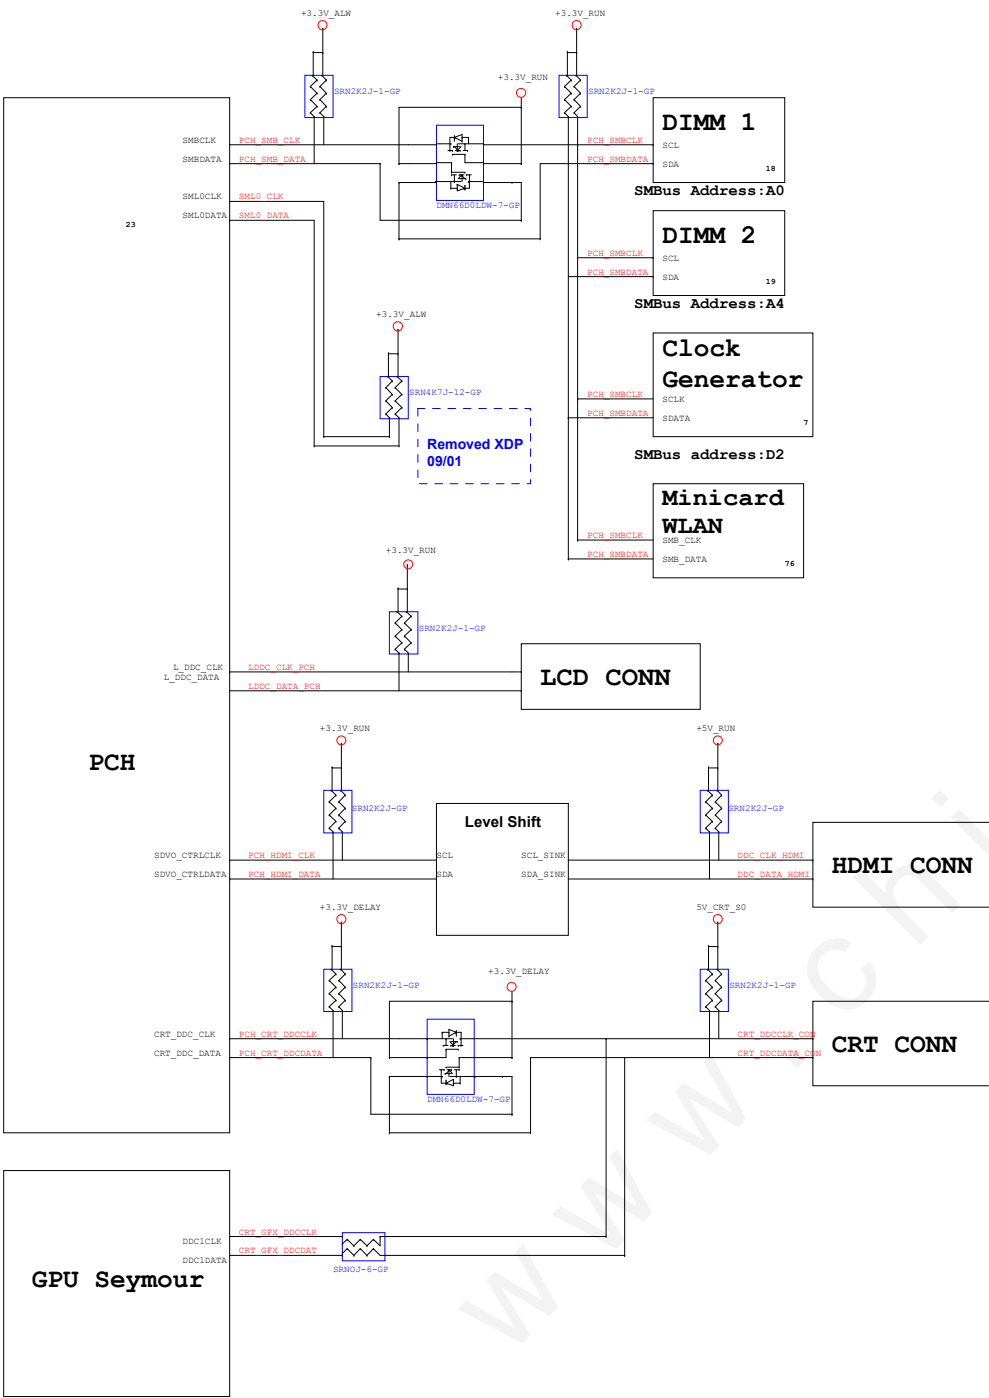 +3.3V_ALW
+3.3V_RUN
SRN2K2J-1-GP
+3.3V_RUN
SRN2K2J-1-GP
SMBCLK
PCH_SMB_CLK
SMBDATA
PCH_SMB_DATA
DMN66D0LDW-7-GP
PCH_SMBCLK
PCH_SMBDATA
DIMM 1
SCL
SDA
18
SMBus Address:A0
SML0CLK
SML0_CLK
SML0DATA
SML0_DATA
23
DIMM 2
PCH_SMBCLK
SCL
PCH_SMBDATA
SDA
19
SMBus Address:A4
+3.3V_ALW
SRN4K7J-12-GP
Clock
Generator
PCH_SMBCLK
SCLK
PCH_SMBDATA
SDATA
7
SMBus address:D2
Removed XDP
09/01
Minicard
WLAN
PCH_SMBCLK
SMB_CLK
PCH_SMBDATA
SMB_DATA
76
+3.3V_RUN
SRN2K2J-1-GP
L_DDC_CLK
LDDC_CLK_PCH
L_DDC_DATA
LDDC_DATA_PCH
LCD CONN
PCH
+3.3V_RUN
+5V_RUN
SRN2K2J-GP
SRN2K2J-GP
Level Shift
SDVO_CTRLCLK
PCH_HDMI_CLK
SCL
SCL_SINK
DDC_CLK_HDMI
SDVO_CTRLDATA
PCH_HDMI_DATA
SDA
SDA_SINK
DDC_DATA_HDMI
HDMI CONN
+3.3V_DELAY
5V_CRT_S0
SRN2K2J-1-GP
+3.3V_DELAY
SRN2K2J-1-GP
CRT_DDC_CLK
PCH_CRT_DDCCLK
CRT_DDCCLK_CON
CRT_DDC_DATA
PCH_CRT_DDCDATA
CRT_DDCDATA_CON
CRT CONN
DMN66D0LDW-7-GP
DDC1CLK
CRT_GFX_DDCCLK
DDC1DATA
CRT_GFX_DDCDAT
SRN0J-6-GP
GPU Seymour
www.chi